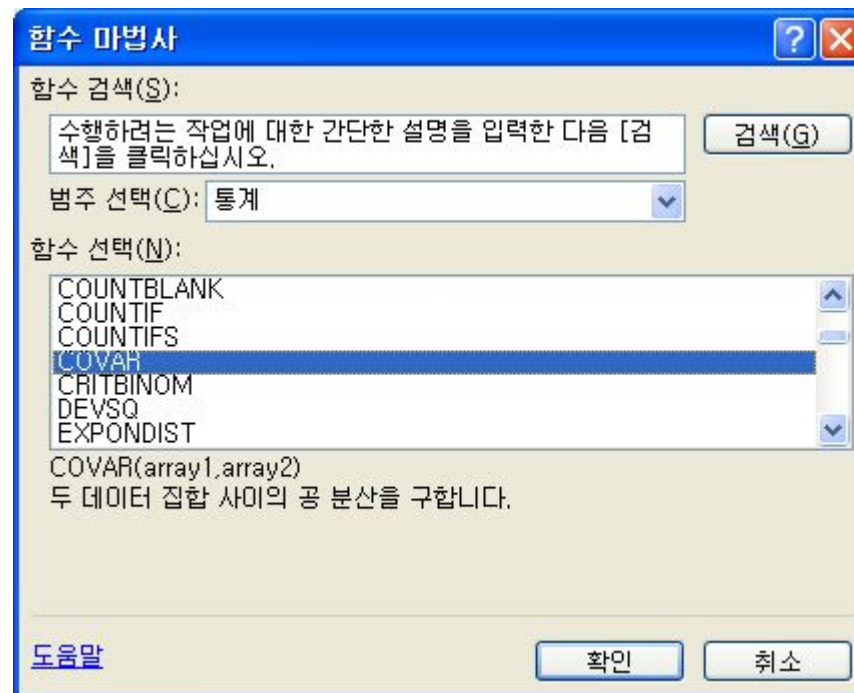 함수 마법사
함수 검색(S):
수행하려는 작업에 대한 간단한 설명을 입력한 다음 [검
색]을 클릭하십시오.
검색(G)
범주 선택(C): 통계
함수 선택(N):
COUNTBLANK
COUNTIF
COUNTIFS
COVAR
CRITBINOM
DEVSQ
EXPONDIST
COVAR(array1,array2)
두 데이터 집합 사이의 공 분산을 구합니다.
도움말
확인
취소